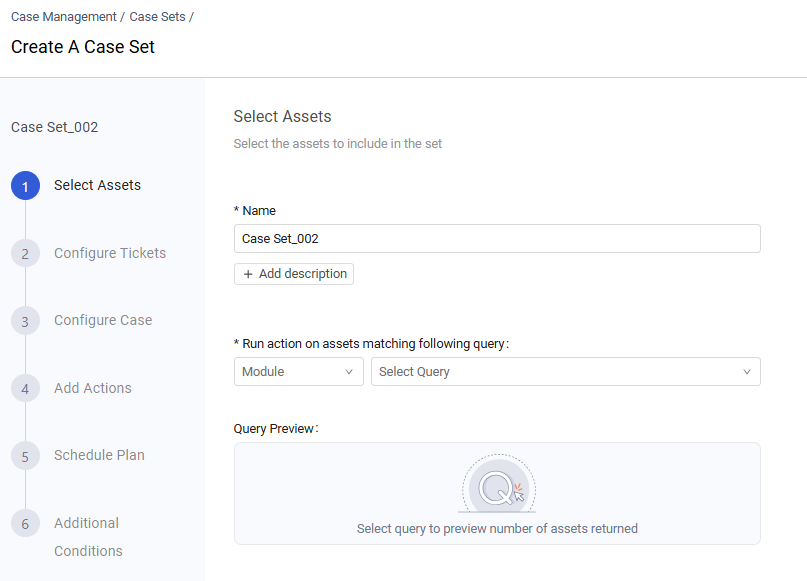 Case Management / Case Sets /
Create A Case Set
Case Set_002
1 Select Assets
2 Configure Tickets
3 Configure Case
4 Add Actions
5 Schedule Plan
6 Additional
Conditions
Select Assets
Select the assets to include in the set
* Name
Case Set_002
+ Add description
* Run action on assets matching following query:
Module
Select Query
Query Preview:
Select query to preview number of assets returned